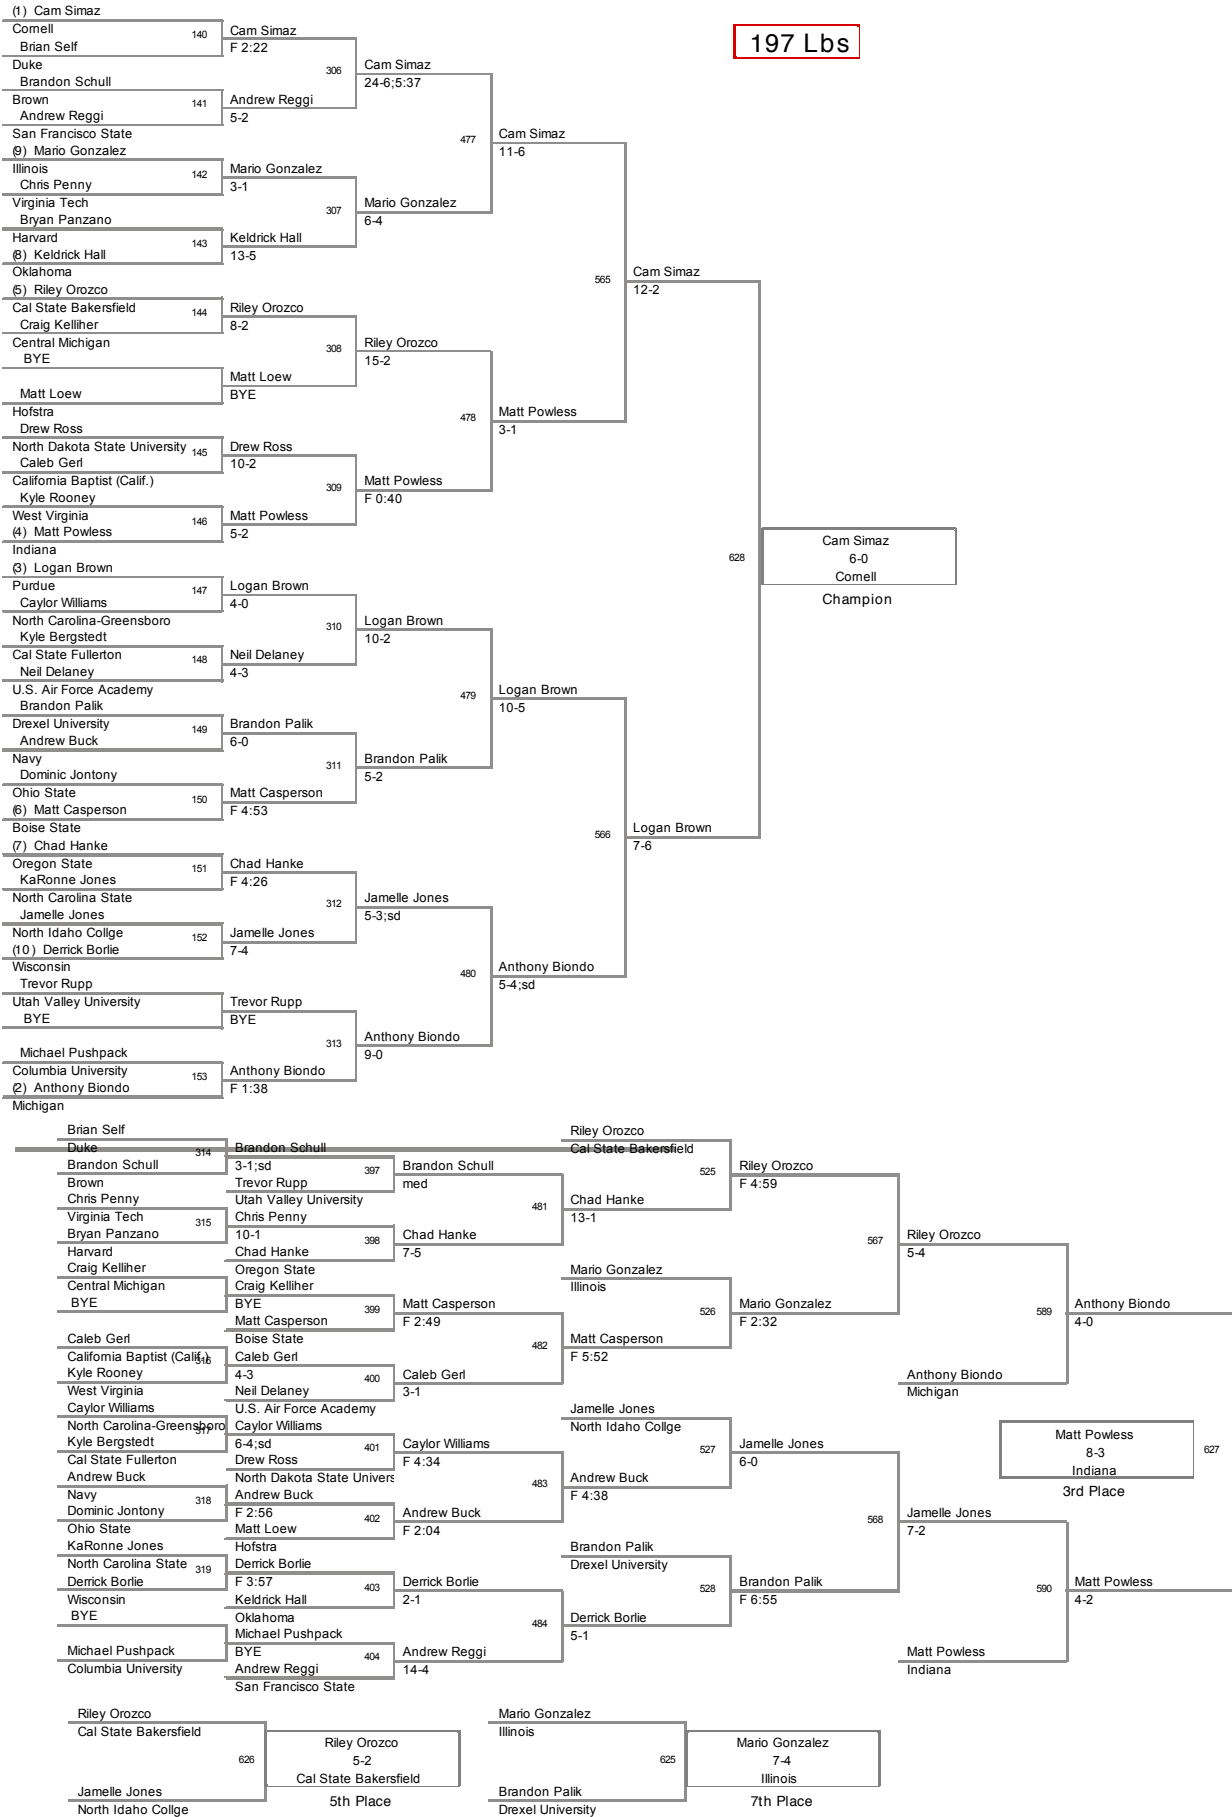 197 Lbs
(1) Cam Simaz
Cornell
Brian Self
Duke
Brandon Schull
Brown
Andrew Reggi
San Francisco State
(9) Mario Gonzalez
Illinois
Chris Penny
Virginia Tech
Bryan Panzano
Harvard
(8) Keldrick Hall
Oklahoma
(5) Riley Orozco
Cal State Bakersfield
Craig Kelliher
Central Michigan
BYE
Matt Loew
Hofstra
Drew Ross
North Dakota State University
Caleb Gerl
California Baptist (Calif.)
Kyle Rooney
West Virginia
(4) Matt Powless
Indiana
(3) Logan Brown
Purdue
Caylor Williams
North Carolina-Greensboro
Kyle Bergstedt
Cal State Fullerton
Neil Delaney
U.S. Air Force Academy
Brandon Palik
Drexel University
Andrew Buck
Navy
Dominic Jontony
Ohio State
(6) Matt Casperson
Boise State
(7) Chad Hanke
Oregon State
KaRonne Jones
North Carolina State
Jamelle Jones
North Idaho Collge
(10) Derrick Borlie
Wisconsin
Trevor Rupp
Utah Valley University
BYE
Michael Pushpack
Columbia University
(2) Anthony Biondo
Michigan
140
141
142
143
144
145
146
147
148
149
150
151
152
153
Cam Simaz
F 2:22
Andrew Reggi
5-2
Mario Gonzalez
3-1
Keldrick Hall
13-5
Riley Orozco
8-2
Matt Loew
BYE
Drew Ross
10-2
Matt Powless
5-2
Logan Brown
4-0
Neil Delaney
4-3
Brandon Palik
6-0
Matt Casperson
F 4:53
Chad Hanke
F 4:26
Jamelle Jones
7-4
Trevor Rupp
BYE
Anthony Biondo
F 1:38
306
307
308
309
310
311
312
313
Cam Simaz
24-6;5:37
Mario Gonzalez
6-4
Riley Orozco
15-2
Matt Powless
F 0:40
Logan Brown
10-2
Brandon Palik
5-2
Jamelle Jones
5-3;sd
Anthony Biondo
9-0
477
478
479
480
Cam Simaz
11-6
Matt Powless
3-1
Logan Brown
10-5
Anthony Biondo
5-4;sd
565
566
Cam Simaz
12-2
Logan Brown
7-6
628
Cam Simaz
6-0
Cornell
Champion
Brian Self
Duke
Brandon Schull
Brown
Chris Penny
Virginia Tech
Bryan Panzano
Harvard
Craig Kelliher
Central Michigan
BYE
Caleb Gerl
California Baptist (Calif.)
Kyle Rooney
West Virginia
Caylor Williams
North Carolina-Greensboro
Kyle Bergstedt
Cal State Fullerton
Andrew Buck
Navy
Dominic Jontony
Ohio State
KaRonne Jones
North Carolina State
Derrick Borlie
Wisconsin
BYE
Michael Pushpack
Columbia University
314
315
316
317
318
319
Brandon Schull
3-1;sd
Trevor Rupp
Utah Valley University
Chris Penny
10-1
Chad Hanke
Oregon State
Craig Kelliher
BYE
Matt Casperson
Boise State
Caleb Gerl
4-3
Neil Delaney
U.S. Air Force Academy
Caylor Williams
6-4;sd
Drew Ross
North Dakota State Univers
Andrew Buck
F 2:56
Matt Loew
Hofstra
Derrick Borlie
F 3:57
Keldrick Hall
Oklahoma
Michael Pushpack
BYE
Andrew Reggi
San Francisco State
397
398
399
400
401
402
403
404
Brandon Schull
med
Chad Hanke
7-5
Matt Casperson
F 2:49
Caleb Gerl
3-1
Caylor Williams
F 4:34
Andrew Buck
F 2:04
Derrick Borlie
2-1
Andrew Reggi
14-4
481
482
483
484
Riley Orozco
Cal State Bakersfield
Chad Hanke
13-1
Mario Gonzalez
Illinois
Matt Casperson
F 5:52
Jamelle Jones
North Idaho Collge
Andrew Buck
F 4:38
Brandon Palik
Drexel University
Derrick Borlie
5-1
525
526
527
528
Riley Orozco
F 4:59
Mario Gonzalez
F 2:32
Jamelle Jones
6-0
Brandon Palik
F 6:55
567
568
Riley Orozco
5-4
Anthony Biondo
Michigan
Jamelle Jones
7-2
Matt Powless
Indiana
589
590
Anthony Biondo
4-0
Matt Powless
4-2
Matt Powless
8-3
Indiana
627
3rd Place
Riley Orozco
Cal State Bakersfield
626
Jamelle Jones
North Idaho Collge
Riley Orozco
5-2
Cal State Bakersfield
5th Place
Mario Gonzalez
Illinois
625
Brandon Palik
Drexel University
Mario Gonzalez
7-4
Illinois
7th Place